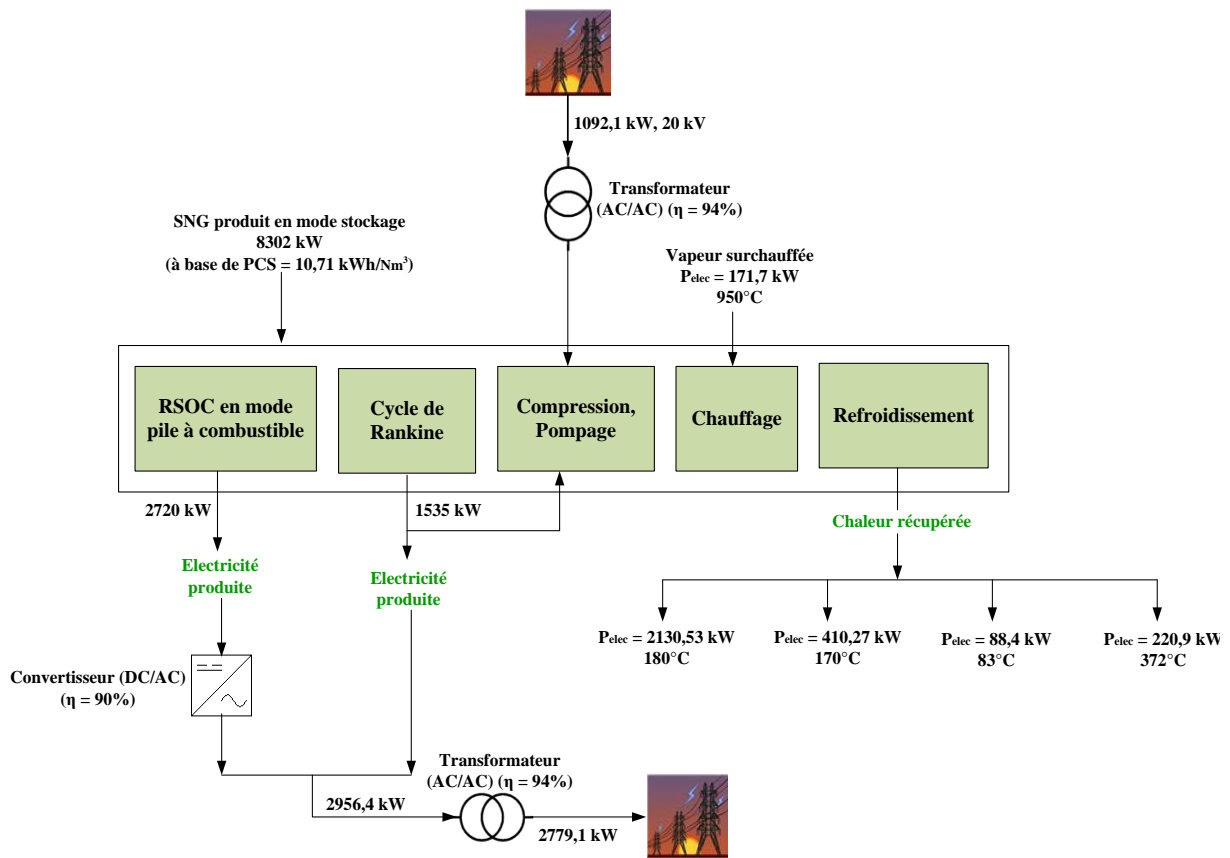 1092,1 kW, 20 kV
Transformateur
(AC/AC) (η = 94%)
SNG produit en mode stockage
8302 kW
(à base de PCS = 10,71 kWh/Nm³)
Vapeur surchauffée
Pelec = 171,7 kW
950°C
RSOC en mode
pile à combustible
Cycle de
Rankine
Compression,
Pompage
Chauffage
Refroidissement
2720 kW
1535 kW
Chaleur récupérée
Electricité
produite
Electricité
produite
Pelec = 2130,53 kW
180°C
Pelec = 410,27 kW
170°C
Pelec = 88,4 kW
83°C
Pelec = 220,9 kW
372°C
Convertisseur (DC/AC)
(η = 90%)
Transformateur
(AC/AC) (η = 94%)
2956,4 kW
2779,1 kW